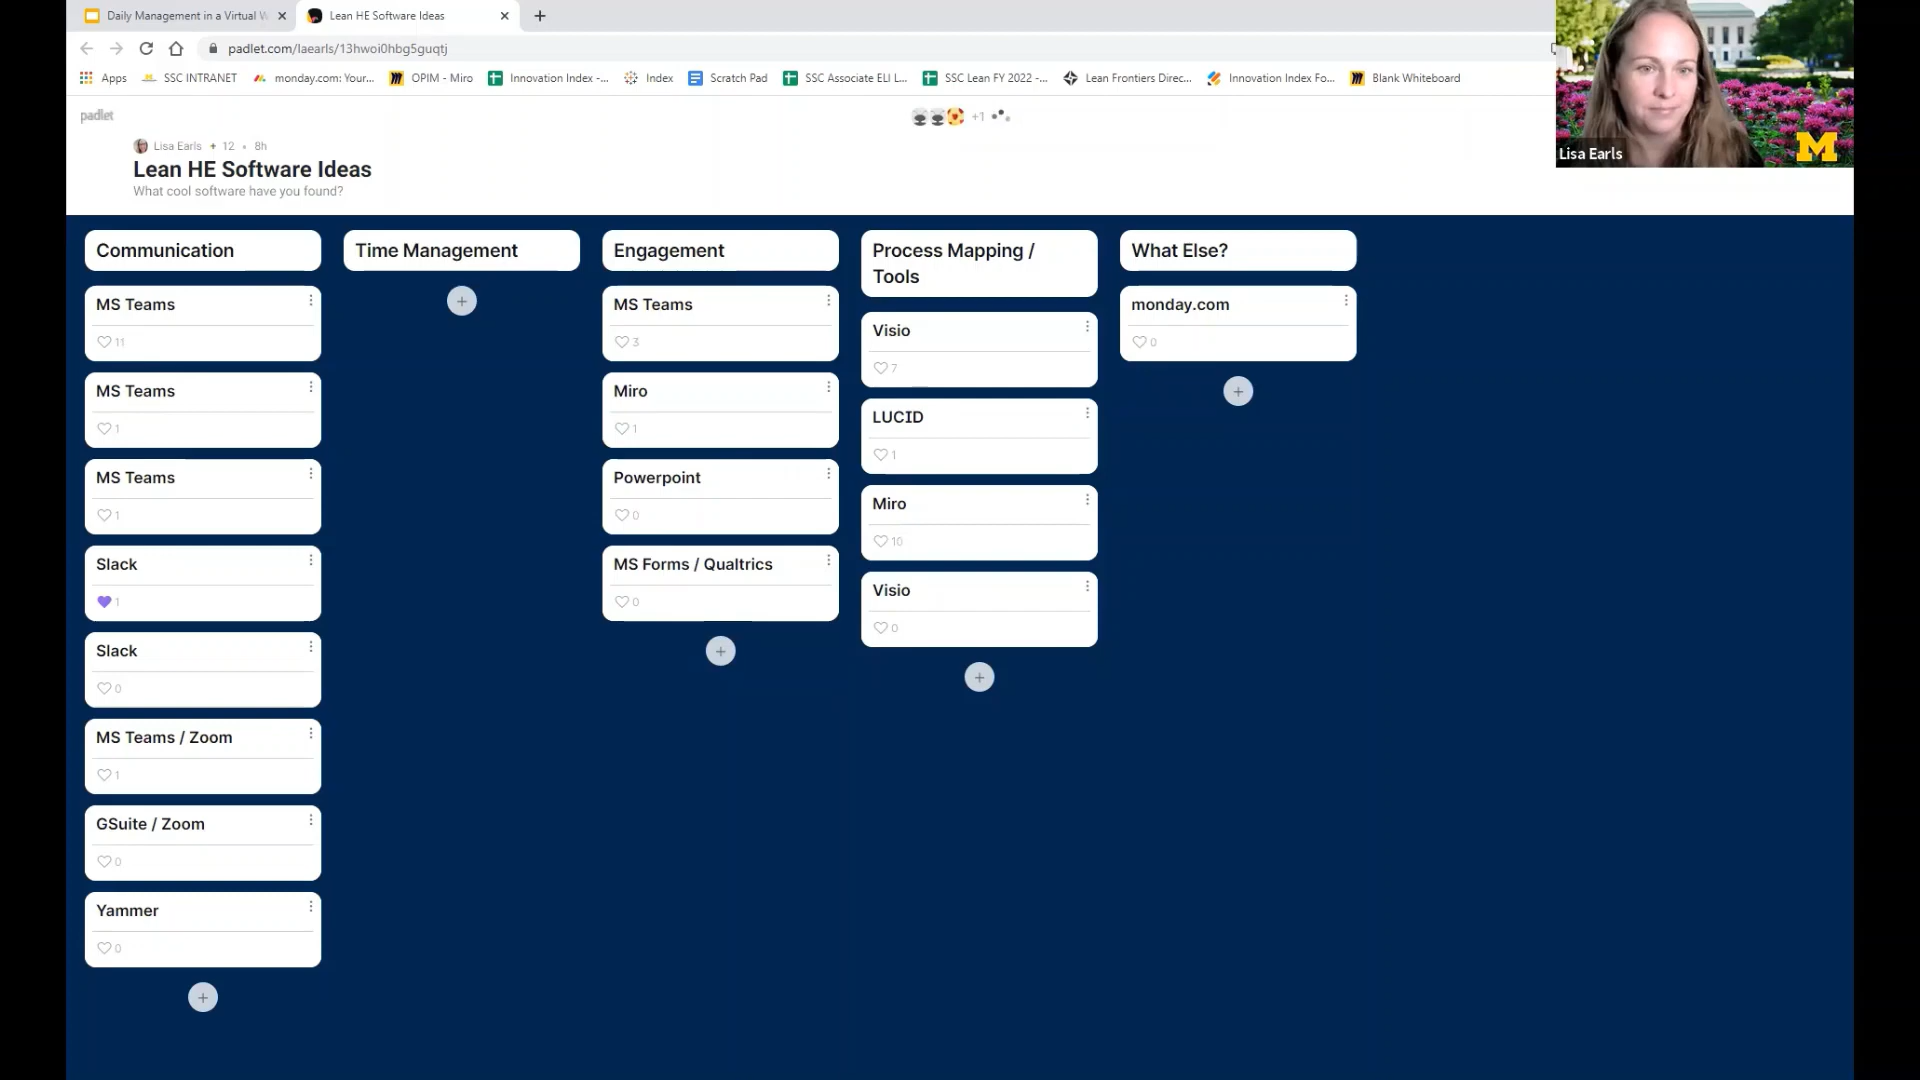 Daily Management in a Virtual W
Lean HE Software Ideas
padlet.com/laearls/13hwoi0hbg5guqtj
Apps
SSC INTRANET
monday.com: Your...
OPIM - Miro
Innovation Index -...
Index
Scratch Pad
SSC Associate ELI L...
SSC Lean FY 2022 -...
Lean Frontiers Direc...
Innovation Index Fo...
Blank Whiteboard
padlet
+1
Lisa Earls + 12 • 8h
Lean HE Software Ideas
What cool software have you found?
Lisa Earls
M
Communication
MS Teams
11
MS Teams
1
MS Teams
1
Slack
1
Slack
0
MS Teams / Zoom
1
GSuite / Zoom
0
Yammer
0
Time Management
Engagement
MS Teams
3
Miro
1
Powerpoint
0
MS Forms / Qualtrics
0
Process Mapping /
Tools
Visio
7
LUCID
1
Miro
10
Visio
0
What Else?
monday.com
0